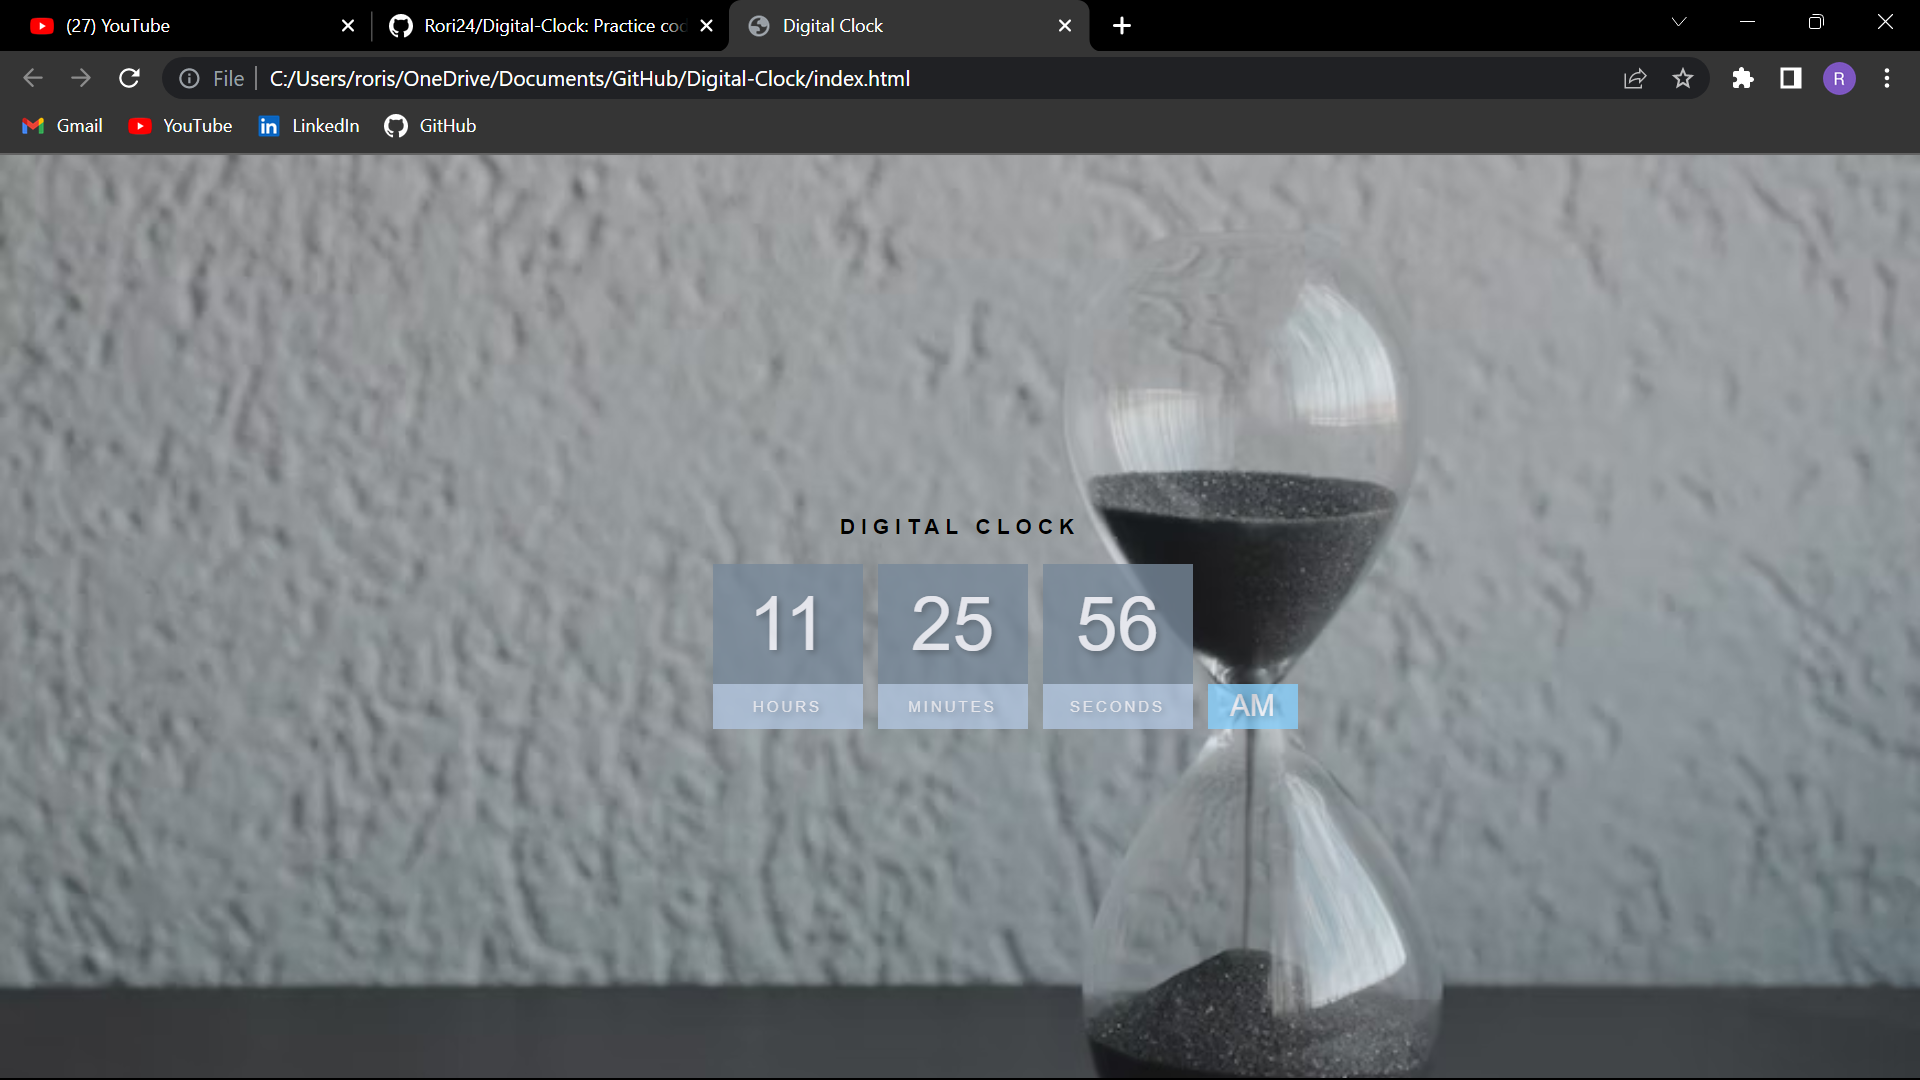 (27) YouTube
Rori24/Digital-Clock: Practice coc
Digital Clock
File C:/Users/roris/OneDrive/Documents/GitHub/Digital-Clock/index.html
R
Gmail YouTube LinkedIn GitHub
DIGITAL CLOCK
11 25 56
HOURS MINUTES SECONDS AM